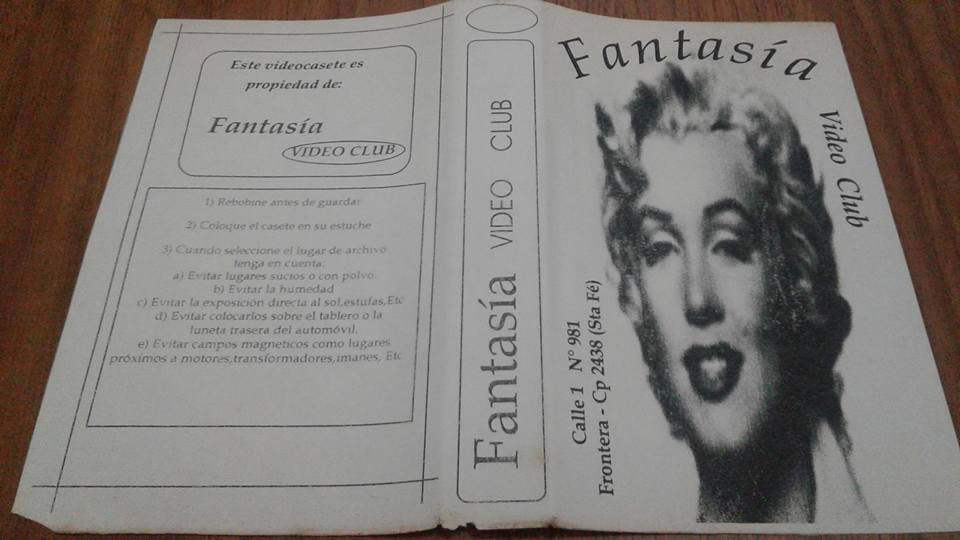 Este videocasete es
propiedad de:
Fantasía
VIDEO CLUB
1) Rebobine antes de guardar
2) Coloque el casete en su estuche
3) Cuando seleccione el lugar de archivo
tenga en cuenta:
a) Evitar lugares sucios o con polvo.
b) Evitar la humedad
c) Evitar la exposición directa al sol,estufas,Etc
d) Evitar colocarlos sobre el tablero o la
luneta trasera del automóvil.
e) Evitar campos magneticos como lugares
próximos a motores,transformadores,imanes, Etc
Fantasía VIDEO CLUB
Fantasía
Video Club
Calle 1 N° 981
Frontera - Cp 2438 (Sta Fé)